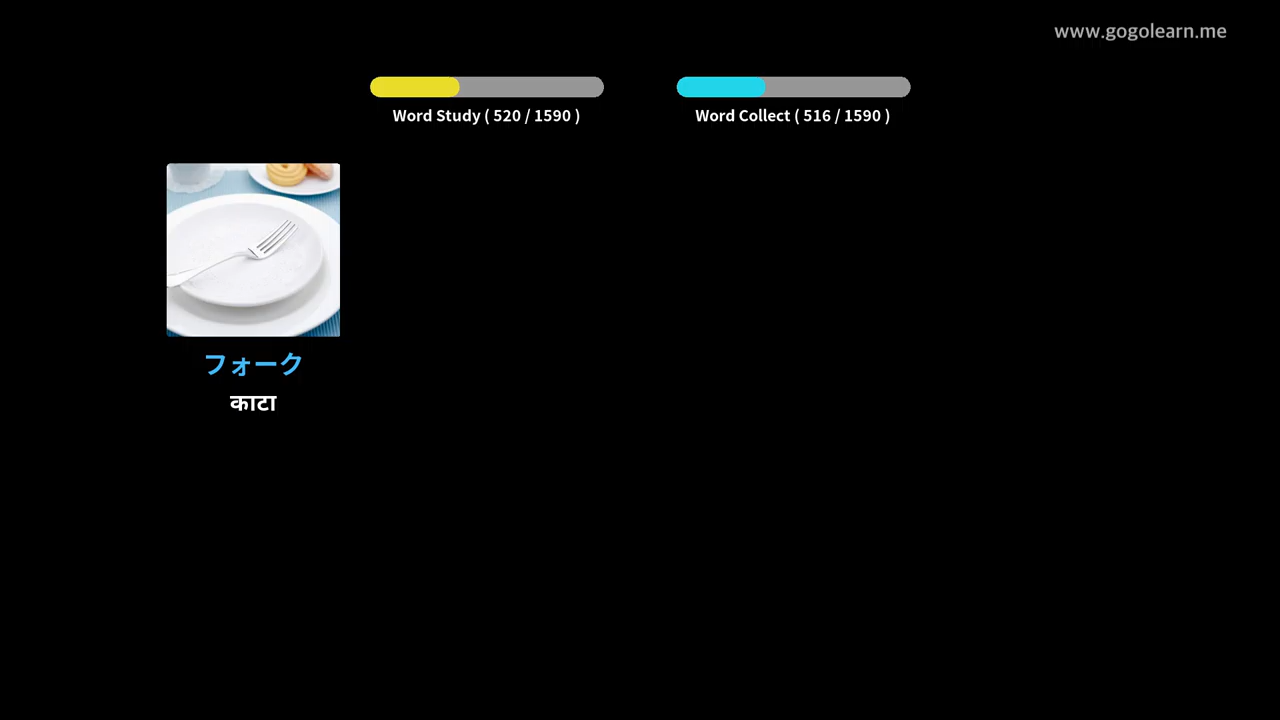 www.gogolearn.me
Word Study ( 520 / 1590 )
Word Collect ( 516 / 1590 )
フォーク
काटा